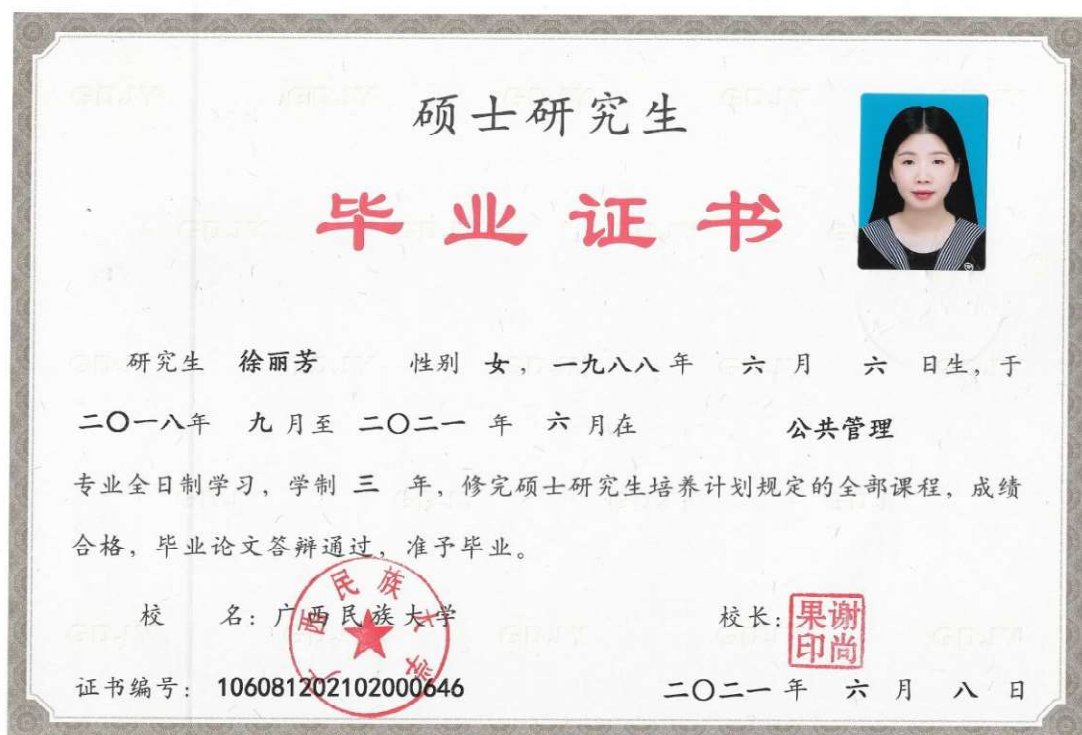 硕士研究生
毕业证书
研究生 徐丽芳 性别 女，一九八八年 六 月 六 日生，于
二〇一八年 九 月至 二〇二一 年 六 月在 公共管理
专业全日制学习，学制 三 年，修完硕士研究生培养计划规定的全部课程，成绩
合格，毕业论文答辩通过，准予毕业。
校 名：广西民族大学
广西民族大学
校长：
谢尚果印
证书编号：106081202102000646
二〇二一 年 六 月 八 日